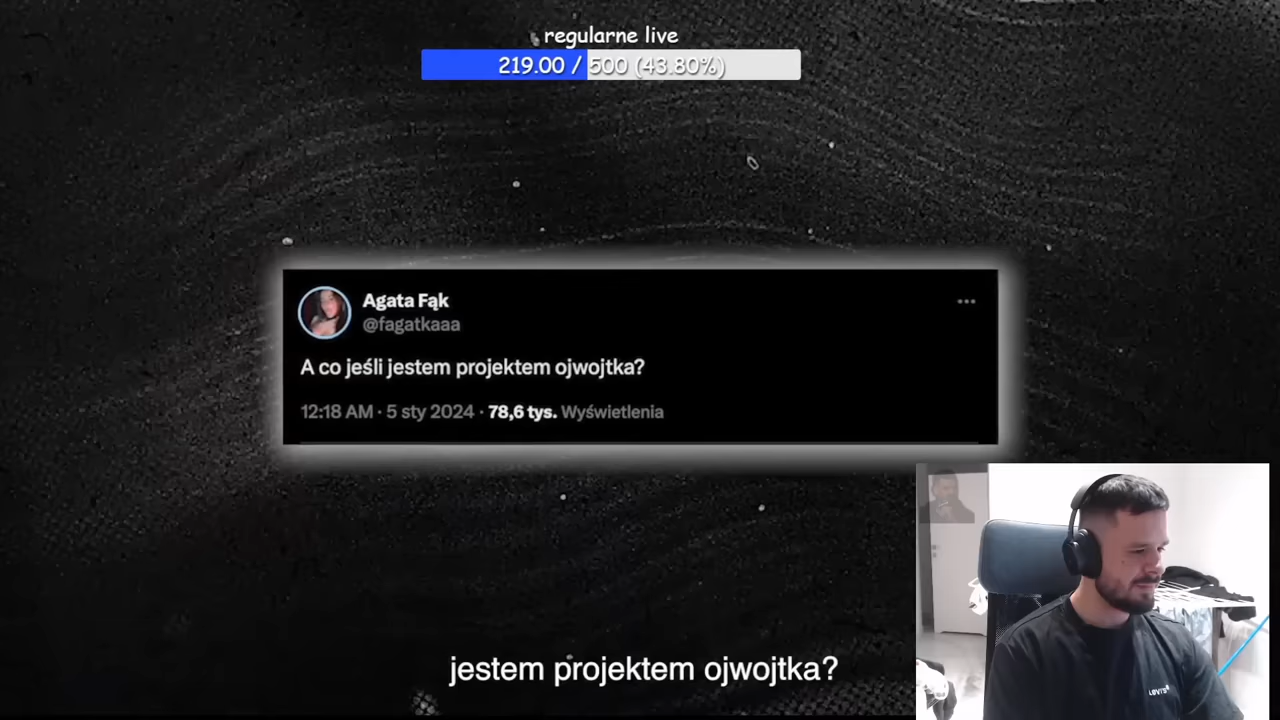 regularne live
219.00 / 500 (43.80%)
Agata Fąk
@fagatkaaa
A co jeśli jestem projektem ojwojtka?
12:18 AM · 5 sty 2024 · 78,6 tys. Wyświetlenia
jestem projektem ojwojtka?
LEVI'S